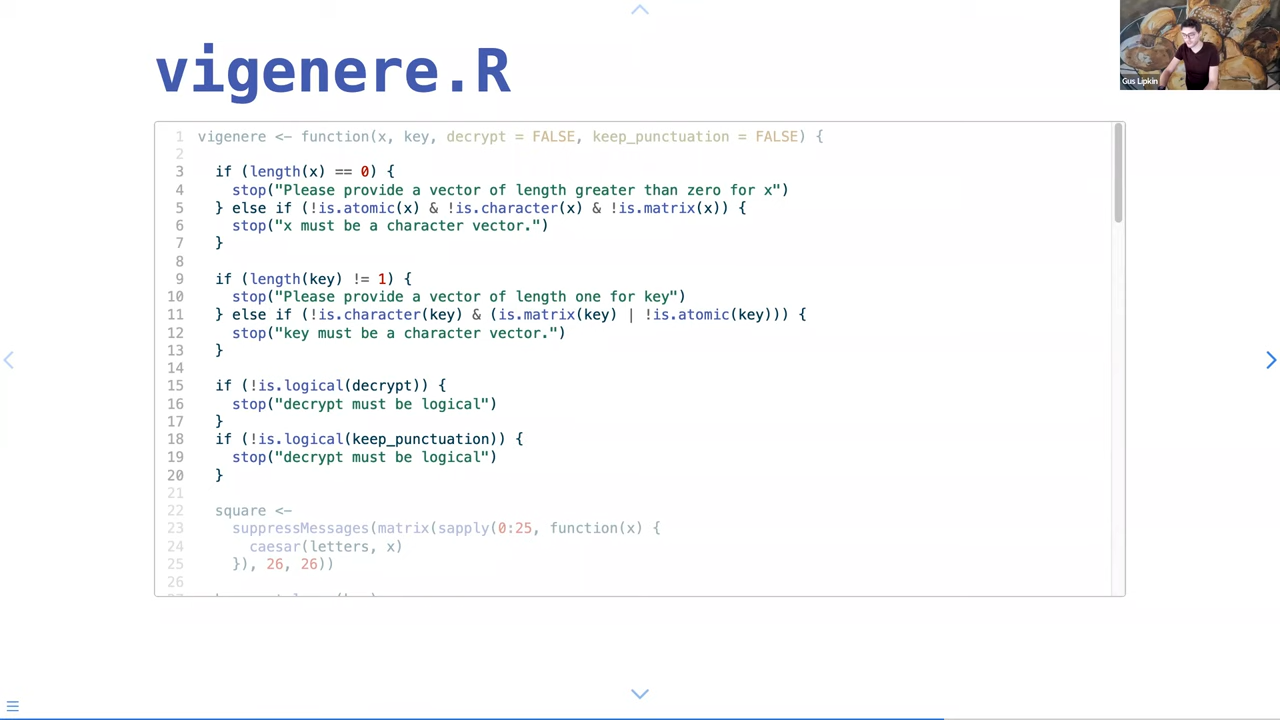 vigenere.R
Gus Lipkin
1 vigenere <- function(x, key, decrypt = FALSE, keep_punctuation = FALSE) {
2
3   if (length(x) == 0) {
4     stop("Please provide a vector of length greater than zero for x")
5   } else if (!is.atomic(x) & !is.character(x) & !is.matrix(x)) {
6     stop("x must be a character vector.")
7   }
8
9   if (length(key) != 1) {
10     stop("Please provide a vector of length one for key")
11   } else if (!is.character(key) & (is.matrix(key) | !is.atomic(key))) {
12     stop("key must be a character vector.")
13   }
14
15   if (!is.logical(decrypt)) {
16     stop("decrypt must be logical")
17   }
18   if (!is.logical(keep_punctuation)) {
19     stop("decrypt must be logical")
20   }
21
22   square <-
23     suppressMessages(matrix(sapply(0:25, function(x) {
24       caesar(letters, x)
25     }), 26, 26))
26